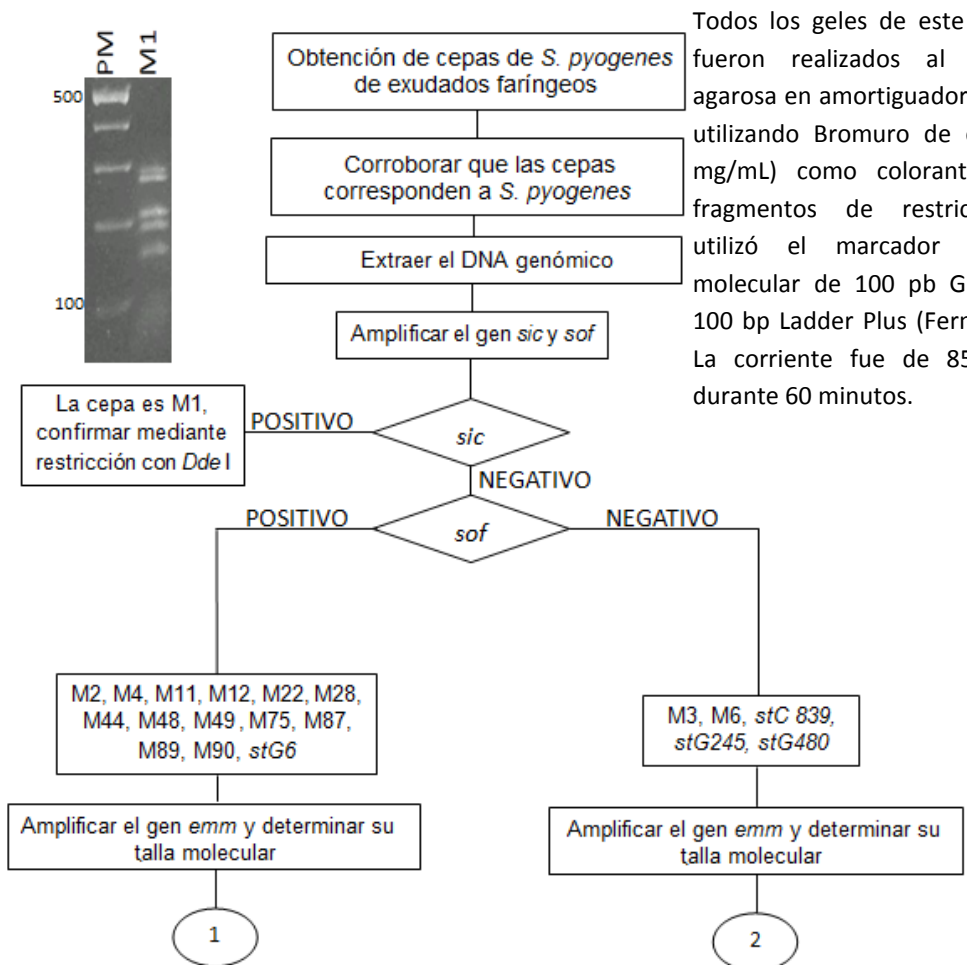 PM
M1
500
100
Obtención de cepas de S. pyogenes
de exudados faríngeos
Corroborar que las cepas
corresponden a S. pyogenes
Extraer el DNA genómico
Amplificar el gen sic y sof
Todos los geles de este
fueron realizados al
agarosa en amortiguador
utilizando Bromuro de
mg/mL) como
fragmentos de
utilizó el marcador
molecular de 100 pb
100 bp Ladder Plus
La corriente fue de 85
durante 60 minutos.
La cepa es M1,
confirmar mediante
restricción con Dde I
POSITIVO
sic
NEGATIVO
POSITIVO
sof
NEGATIVO
M2, M4, M11, M12, M22, M28,
M44, M48, M49, M75, M87,
M89, M90, stG6
M3, M6, stC 839,
stG245, stG480
Amplificar el gen emm y determinar su
talla molecular
Amplificar el gen emm y determinar su
talla molecular
1
2